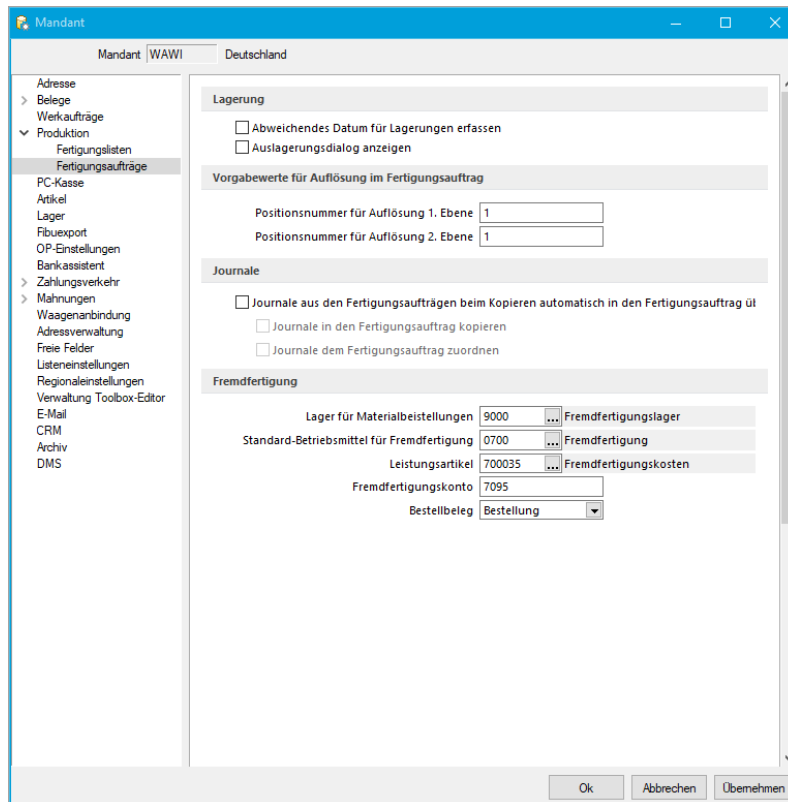 Mandant
Mandant WAWI Deutschland
Adresse
Belege
Werkaufträge
Produktion
Fertigungslisten
Fertigungsaufträge
PC-Kasse
Artikel
Lager
Fibuexport
OP-Einstellungen
Bankassistent
Zahlungsverkehr
Mahnungen
Waagenanbindung
Adressverwaltung
Freie Felder
Listeneinstellungen
Regionaleinstellungen
Verwaltung Toolbox-Editor
E-Mail
CRM
Archiv
DMS
Lagerung
Abweichendes Datum für Lagerungen erfassen
Auslagerungsdialog anzeigen
Vorgabewerte für Auflösung im Fertigungsauftrag
Positionsnummer für Auflösung 1. Ebene 1
Positionsnummer für Auflösung 2. Ebene 1
Journale
Journale aus den Fertigungsaufträgen beim Kopieren automatisch in den Fertigungsauftrag ül
Journale in den Fertigungsauftrag kopieren
Journale dem Fertigungsauftrag zuordnen
Fremdfertigung
Lager für Materialbeistellungen 9000 ... Fremdfertigungslager
Standard-Betriebsmittel für Fremdfertigung 0700 ... Fremdfertigung
Leistungsartikel 700035 ... Fremdfertigungskosten
Fremdfertigungskonto 7095
Bestellbeleg Bestellung
Ok Abbrechen Übernehmen